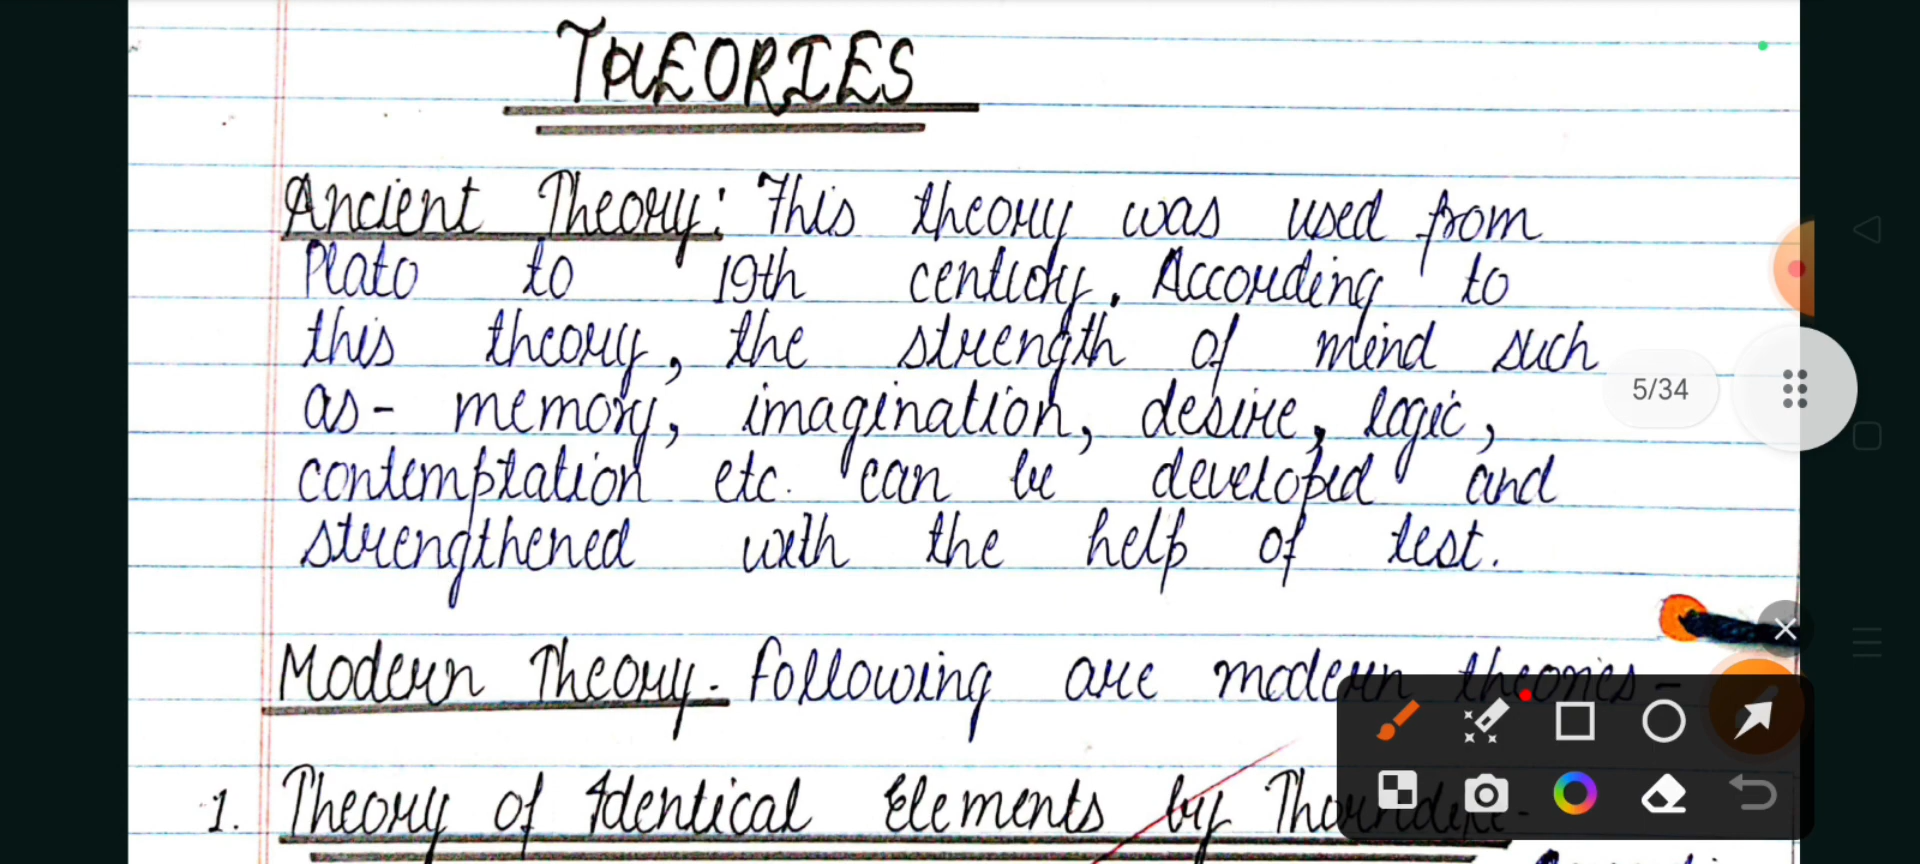 THEORIES
Ancient Theory: This theory was used from
Plato to 19th century. According to
this theory, the strength of mind such
as- memory, imagination, desire, logic,
contemptation etc. can be developed and
strengthened with the help of test.
5/34
Modern Theory- Following are modern theories-
1. Theory of Identical Elements by Thorndike-